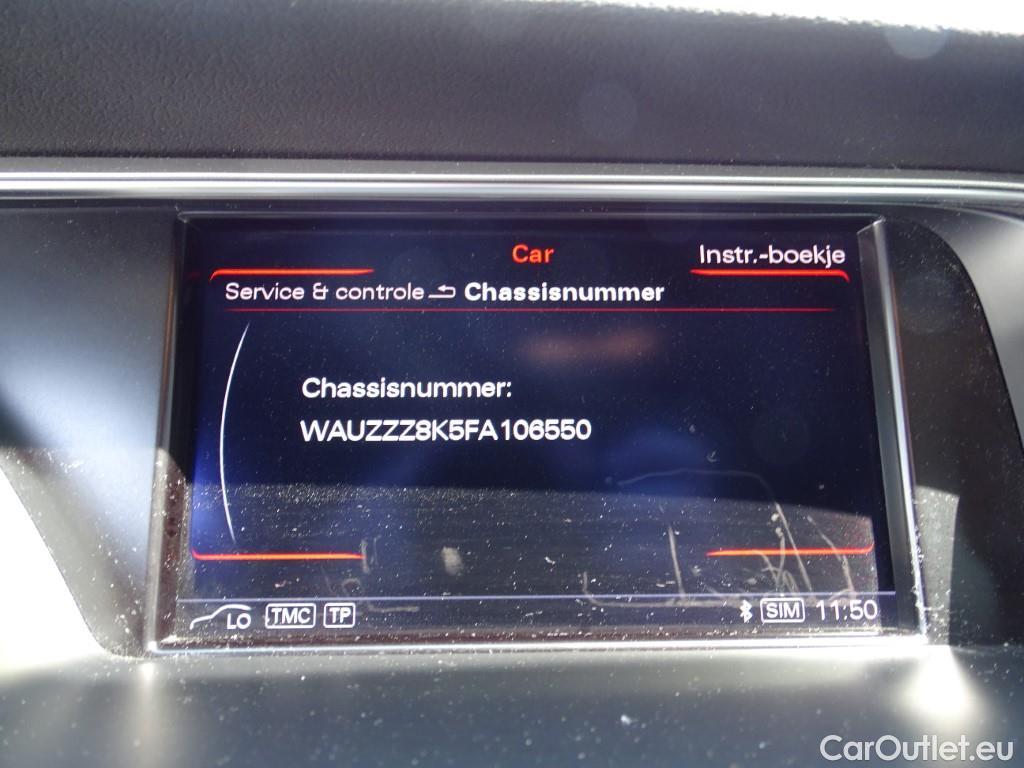 Car
Instr.-boekje
Service & controle Chassisnummer
Chassisnummer:
WAUZZZ8K5FA106550
LO TMC TP SIM 11:50
CarOutlet.eu